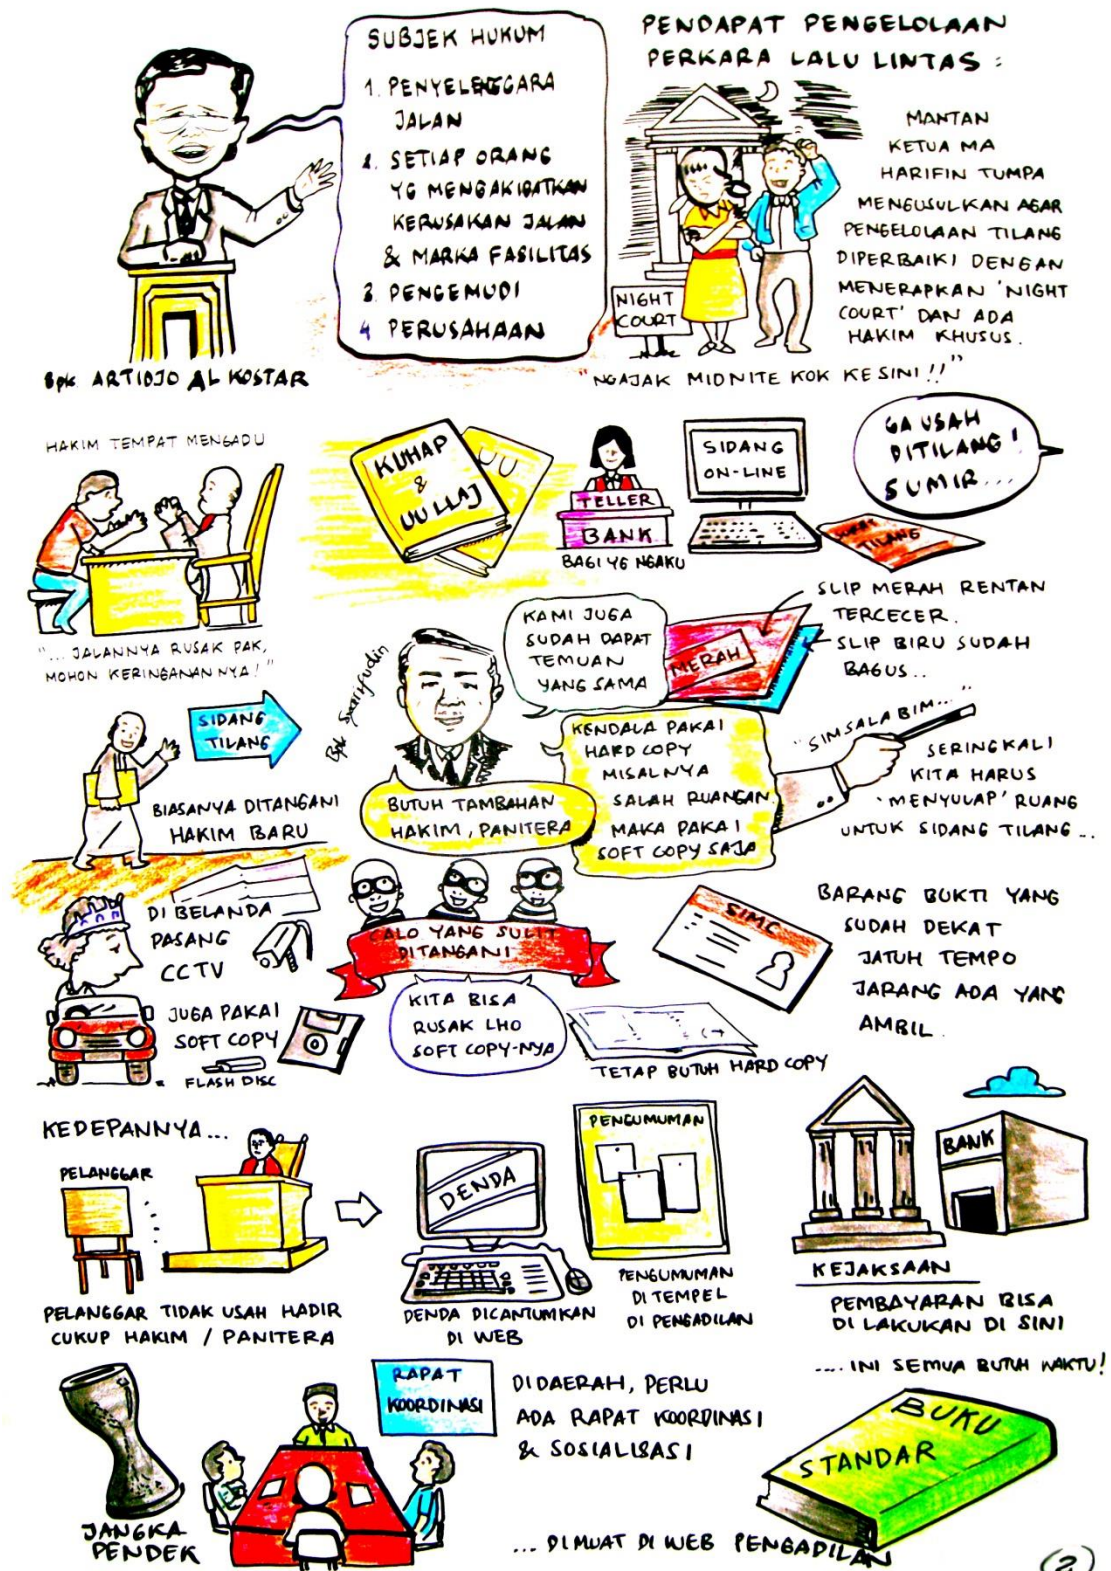 SUBJEK HUKUM
1. PENYELENGGARA
JALAN
2. SETIAP ORANG
YG MENGAKIBATKAN
KERUSAKAN JALAN
& MARKA FASILITAS
3. PENGEMUDI
4 PERUSAHAAN
Bpk ARTIDJO AL KOSTAR
PENDAPAT PENGELOLAAN
PERKARA LALU LINTAS :
MANTAN
KETUA MA
HARIFIN TUMPA
MENGUSULKAN AGAR
PENGELOLAAN TILANG
DIPERBAIKI DENGAN
MENERAPKAN 'NIGHT
COURT' DAN ADA
HAKIM KHUSUS.
NIGHT
COURT
"NGAJAK MIDNITE KOK KESINI!!"
HAKIM TEMPAT MENGADU
"... JALANNYA RUSAK PAK,
MOHON KERINGANANNYA!"
KUHAP
&
UU LLAJ
UU
TELLER
BANK
BAGI YG NGAKU
SIDANG
ON-LINE
GA USAH
DITILANG!
SUMIR...
SURAT
TILANG
SLIP MERAH RENTAN
TERCECER.
SLIP BIRU SUDAH
BAGUS..
MERAH
KAMI JUGA
SUDAH DAPAT
TEMUAN
YANG SAMA
Bpk Syarifudin
SIDANG
TILANG
BIASANYA DITANGANI
HAKIM BARU
BUTUH TAMBAHAN
HAKIM, PANITERA
KENDALA PAKAI
HARD COPY
MISALNYA
SALAH RUANGAN.
MAKA PAKAI
SOFT COPY SAJA
"SIMSALA BIM..."
SERINGKALI
KITA HARUS
'MENYULAP' RUANG
UNTUK SIDANG TILANG...
DI BELANDA
PASANG
CCTV
JUGA PAKAI
SOFT COPY
FLASH DISC
CALO YANG SULIT
DITANGANI
KITA BISA
RUSAK LHO
SOFT COPY-NYA
TETAP BUTUH HARD COPY
SIM C
BARANG BUKTI YANG
SUDAH DEKAT
JATUH TEMPO
JARANG ADA YANG
AMBIL.
KEDEPANNYA...
PELANGGAR
PELANGGAR TIDAK USAH HADIR
CUKUP HAKIM / PANITERA
DENDA
DENDA DICANTUMKAN
DI WEB
PENGUMUMAN
PENGUMUMAN
DI TEMPEL
DI PENGADILAN
BANK
KEJAKSAAN
PEMBAYARAN BISA
DI LAKUKAN DI SINI
.... INI SEMUA BUTUH WAKTU!
JANGKA
PENDEK
RAPAT
KOORDINASI
DIDAERAH, PERLU
ADA RAPAT KOORDINASI
& SOSIALISASI
BUKU
STANDAR
... DIMUAT DI WEB PENGADILAN
2